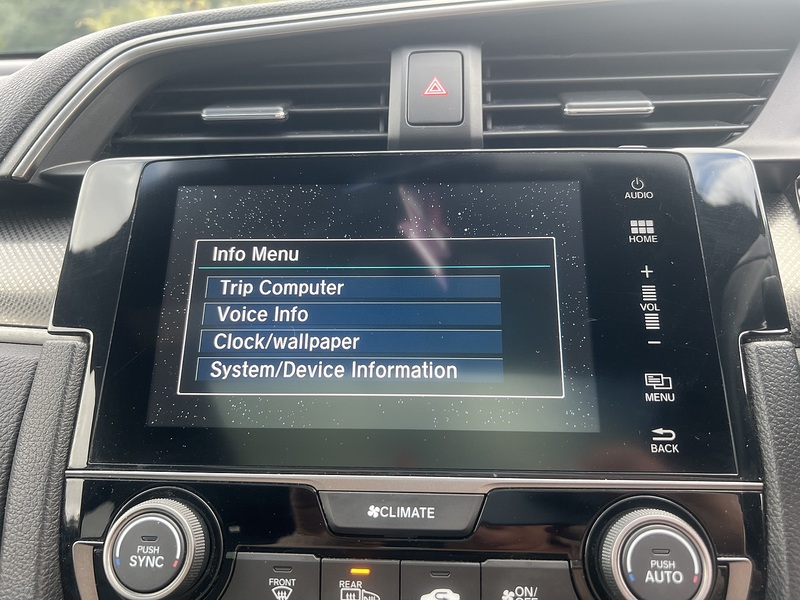 AUDIO
HOME
Info Menu
Trip Computer
Voice Info
Clock/wallpaper
System/Device Information
+
VOL
−
MENU
BACK
CLIMATE
PUSH
SYNC
FRONT
REAR
ON/
PUSH
AUTO